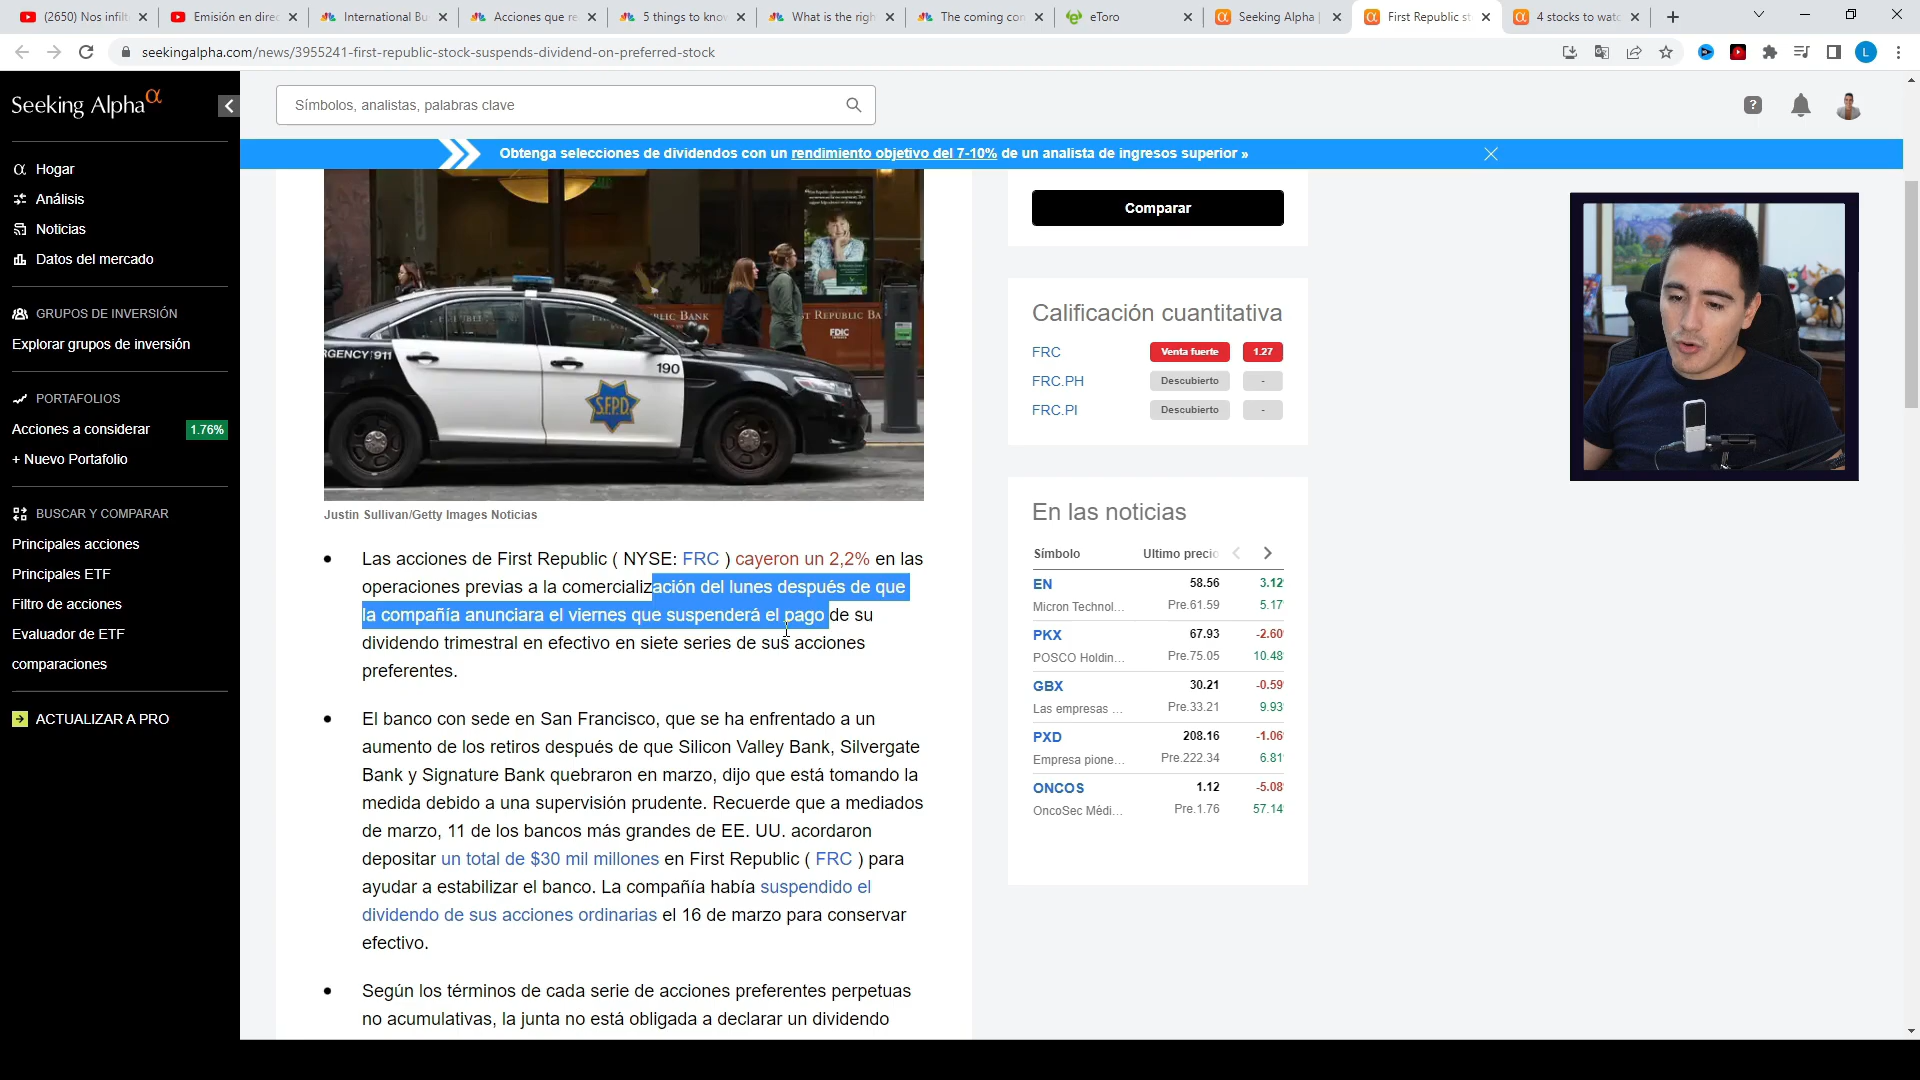 (2650) Nos infilt
Emisión en dire
International Bu
Acciones que re
5 things to know
What is the righ
The coming con
eToro
Seeking Alpha |
First Republic st
4 stocks to watc
seekingalpha.com/news/3955241-first-republic-stock-suspends-dividend-on-preferred-stock
L
Seeking Alpha α
Símbolos, analistas, palabras clave
?
Obtenga selecciones de dividendos con un rendimiento objetivo del 7-10% de un analista de ingresos superior »
Hogar
Análisis
Noticias
Datos del mercado
GRUPOS DE INVERSIÓN
Explorar grupos de inversión
PORTAFOLIOS
Acciones a considerar 1.76%
+ Nuevo Portafolio
BUSCAR Y COMPARAR
Principales acciones
Principales ETF
Filtro de acciones
Evaluador de ETF
comparaciones
ACTUALIZAR A PRO
LIC BANK
ST REPUBLIC BA
FDIC
RGENCY 911
190
S.F.P.D.
Justin Sullivan/Getty Images Noticias
Las acciones de First Republic ( NYSE: FRC ) cayeron un 2,2% en las
operaciones previas a la comercialización del lunes después de que
la compañía anunciara el viernes que suspenderá el pago de su
dividendo trimestral en efectivo en siete series de sus acciones
preferentes.
El banco con sede en San Francisco, que se ha enfrentado a un
aumento de los retiros después de que Silicon Valley Bank, Silvergate
Bank y Signature Bank quebraron en marzo, dijo que está tomando la
medida debido a una supervisión prudente. Recuerde que a mediados
de marzo, 11 de los bancos más grandes de EE. UU. acordaron
depositar un total de $30 mil millones en First Republic ( FRC ) para
ayudar a estabilizar el banco. La compañía había suspendido el
dividendo de sus acciones ordinarias el 16 de marzo para conservar
efectivo.
Según los términos de cada serie de acciones preferentes perpetuas
no acumulativas, la junta no está obligada a declarar un dividendo
Comparar
Calificación cuantitativa
FRC Venta fuerte 1.27
FRC.PH Descubierto -
FRC.PI Descubierto -
En las noticias
Símbolo Ultimo precio
EN 58.56 3.12
Micron Technol... Pre.61.59 5.17
PKX 67.93 -2.60
POSCO Holdin... Pre.75.05 10.48
GBX 30.21 -0.59
Las empresas ... Pre.33.21 9.93
PXD 208.16 -1.06
Empresa pione... Pre.222.34 6.81
ONCOS 1.12 -5.08
OncoSec Médi... Pre.1.76 57.14